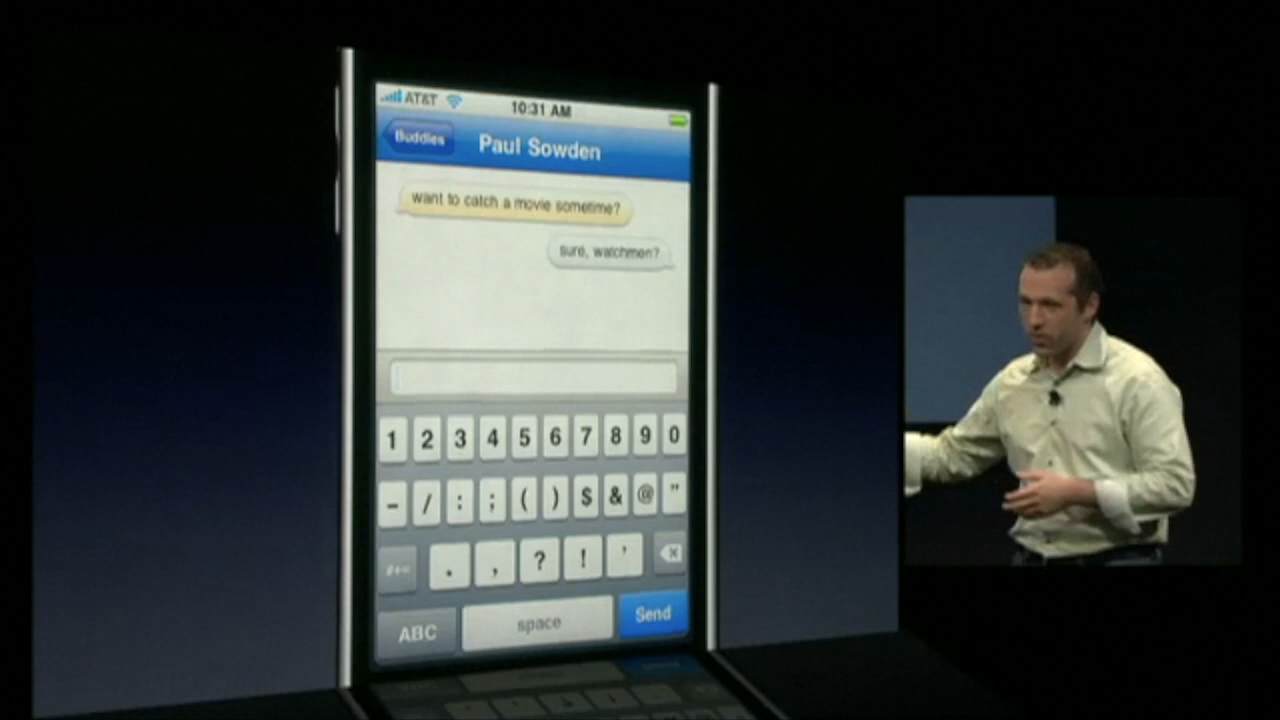 AT&T 10:31 AM
Buddies Paul Sowden
want to catch a movie sometime?
sure, watchmen?
1 2 3 4 5 6 7 8 9 0
- / : ; ( ) $ & @ "
#+= . , ? ! '
ABC space Send